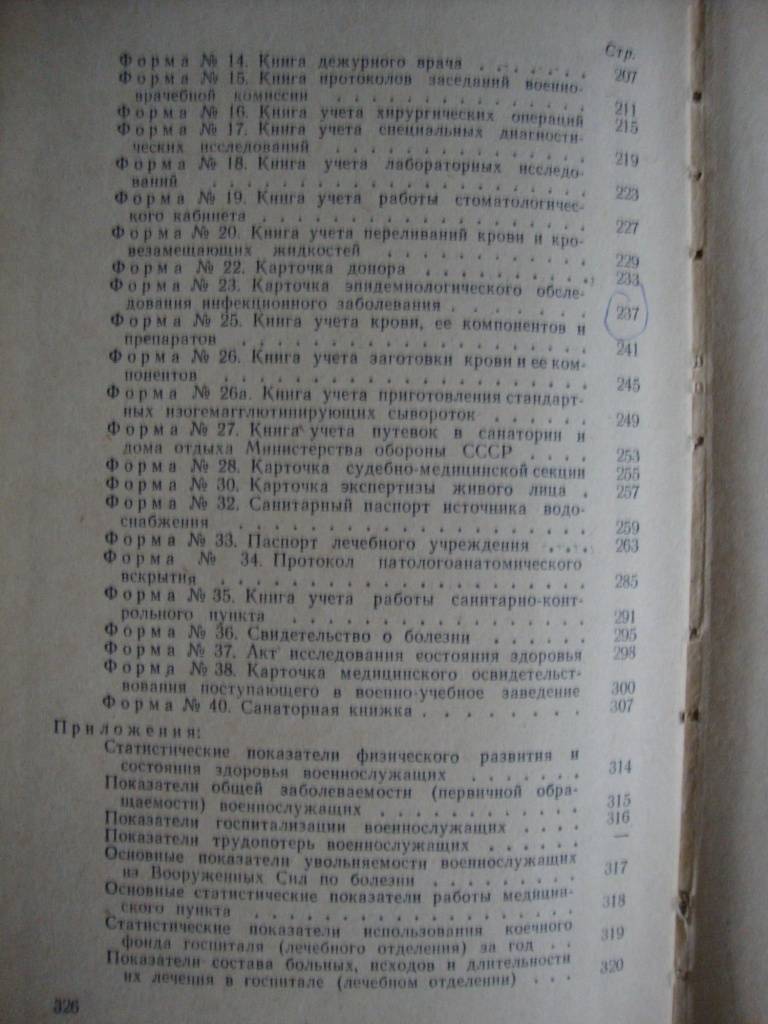 Стр.
Форма № 14. Книга дежурного врача . . . . . . 207
Форма № 15. Книга протоколов заседаний военно-
врачебной комиссии . . . . . . . . . . . . . . 211
Форма № 16. Книга учета хирургических операций 215
Форма № 17. Книга учета специальных диагности-
ческих исследований . . . . . . . . . . . . . 219
Форма № 18. Книга учета лабораторных исследо-
ваний . . . . . . . . . . . . . . . . . . . . 223
Форма № 19. Книга учета работы стоматологичес-
кого кабинета . . . . . . . . . . . . . . . . 227
Форма № 20. Книга учета переливаний крови и кро-
везамещающих жидкостей . . . . . . . . . . . 229
Форма № 22. Карточка донора . . . . . . . . . 233
Форма № 23. Карточка эпидемиологического обсле-
дования инфекционного заболевания . . . . . . . 237
Форма № 25. Книга учета крови, ее компонентов и
препаратов . . . . . . . . . . . . . . . . . 241
Форма № 26. Книга учета заготовки крови и ее ком-
понентов . . . . . . . . . . . . . . . . . . 245
Форма № 26а. Книга учета приготовления стандарт-
ных изогемагглютинирующих сывороток . . . . . . 249
Форма № 27. Книга учета путевок в санатории и
дома отдыха Министерства обороны СССР . . . . 253
Форма № 28. Карточка судебно-медицинской секции 255
Форма № 30. Карточка экспертизы живого лица . 257
Форма № 32. Санитарный паспорт источника водо-
снабжения . . . . . . . . . . . . . . . . . . 259
Форма № 33. Паспорт лечебного учреждения . . . . 263
Форма № 34. Протокол патологоанатомического
вскрытия . . . . . . . . . . . . . . . . . . 285
Форма № 35. Книга учета работы санитарно-конт-
рольного пункта . . . . . . . . . . . . . . . 291
Форма № 36. Свидетельство о болезни . . . . . . 295
Форма № 37. Акт исследования состояния здоровья 298
Форма № 38. Карточка медицинского освидетельст-
вования поступающего в военно-учебное заведение 300
Форма № 40. Санаторная книжка . . . . . . . . 307
Приложения:
Статистические показатели физического развития и
состояния здоровья военнослужащих . . . . . . . 314
Показатели общей заболеваемости (первичной обра-
щаемости) военнослужащих . . . . . . . . . . . 315
Показатели госпитализации военнослужащих . . . . 316
Показатели трудопотерь военнослужащих . . . . . . —
Основные показатели увольняемости военнослужащих
из Вооруженных Сил по болезни . . . . . . . . . 317
Основные статистические показатели работы медицин-
ского пункта . . . . . . . . . . . . . . . . . 318
Статистические показатели использования коечного
фонда госпиталя (лечебного отделения) за год . . 319
Показатели состава больных, исходов и длительности
их лечения в госпитале (лечебном отделении) . . . 320
326